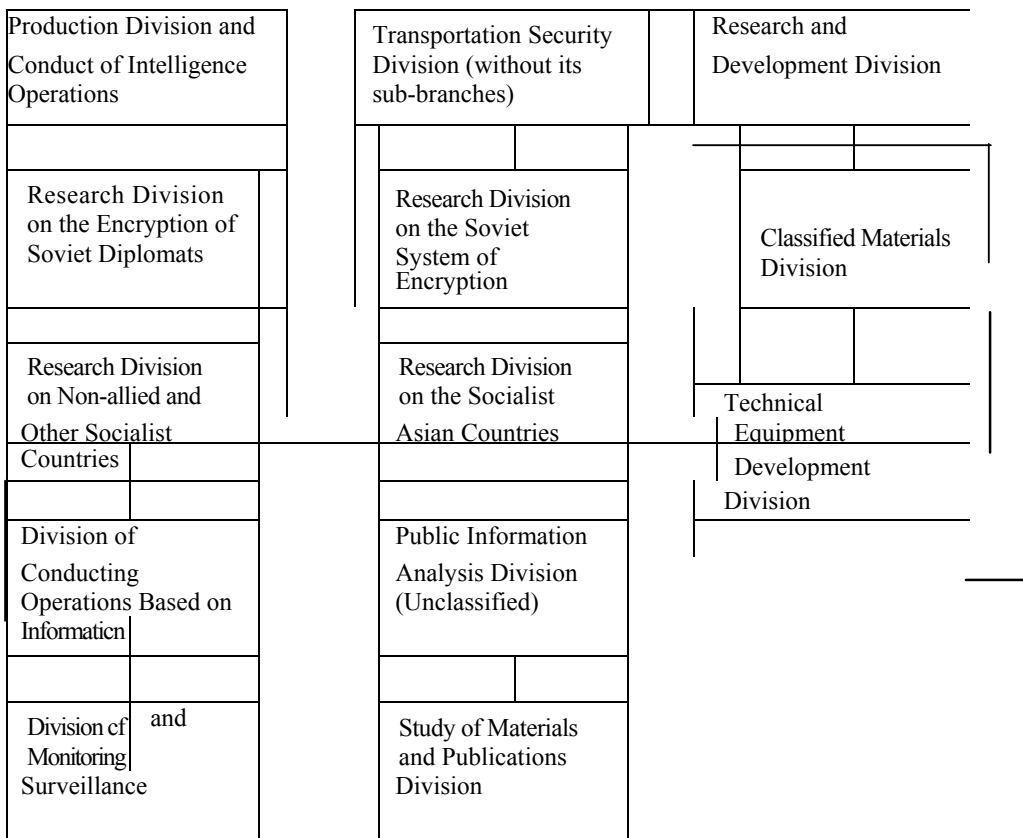 Production Division and
Conduct of Intelligence
Operations
Transportation Security
Division (without its
sub-branches)
Research and
Development Division
Research Division
on the Encryption of
Soviet Diplomats
Research Division
on the Soviet
System of
Encryption
Classified Materials
Division
Research Division
on Non-allied and
Other Socialist
Countries
Research Division
on the Socialist
Asian Countries
Technical
Equipment
Development
Division
Division of
Conducting
Operations Based on
Informaticn
Public Information
Analysis Division
(Unclassified)
Division cf and
Monitoring
Surveillance
Study of Materials
and Publications
Division